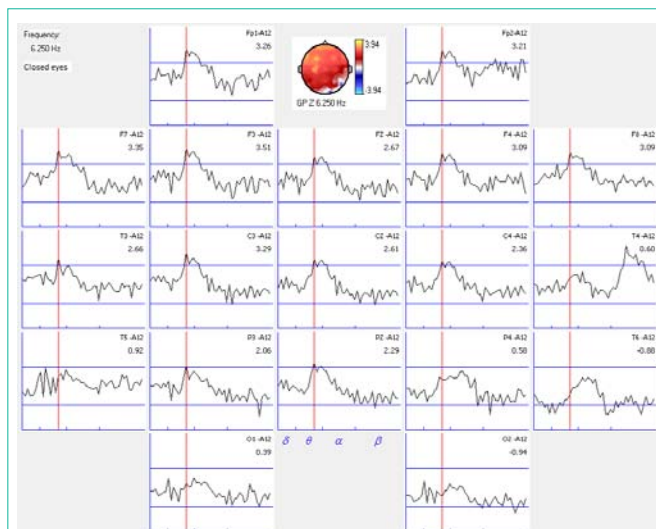 Frequency:
6.250 Hz
Closed eyes
Fp1-A12
3.26
3.94
-3.94
GP Z 6.250 Hz
Fp2-A12
3.21
F7-A12
3.35
F3-A12
3.51
FZ-A12
2.67
F4-A12
3.09
F8-A12
3.09
T3-A12
2.66
C3-A12
3.29
CZ-A12
2.61
C4-A12
2.36
T4-A12
0.60
T5-A12
0.92
P3-A12
2.06
PZ-A12
2.29
P4-A12
0.58
T6-A12
-0.88
δ θ α β
O1-A12
0.39
O2-A12
-0.94